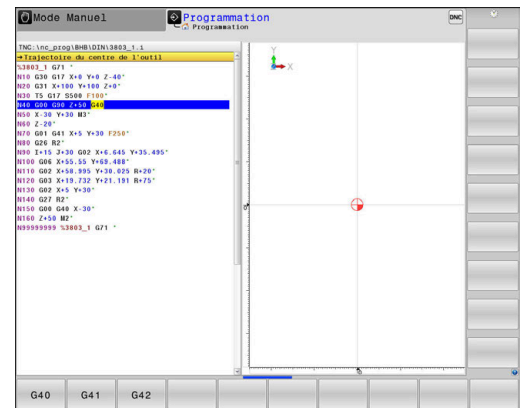 Mode Manuel
Programmation
Programmation
DNC
TNC:\nc_prog\BHB\DIN\3803_1.i
→Trajectoire du centre de l'outil
%3803_1 G71 *
N10 G30 G17 X+0 Y+0 Z-40*
N20 G31 X+100 Y+100 Z+0*
N30 T5 G17 S500 F100*
N40 G00 G90 Z+50 G40
N50 X-30 Y+30 M3*
N60 Z-20*
N70 G01 G41 X+5 Y+30 F250*
N80 G26 R2*
N90 I+15 J+30 G02 X+6.645 Y+35.495*
N100 G06 X+55.55 Y+69.488*
N110 G02 X+58.995 Y+30.025 R+20*
N120 G03 X+19.732 Y+21.191 R+75*
N130 G02 X+5 Y+30*
N140 G27 R2*
N150 G00 G40 X-30*
N160 Z+50 M2*
N99999999 %3803_1 G71 *
Y
X
0
0
G40 G41 G42